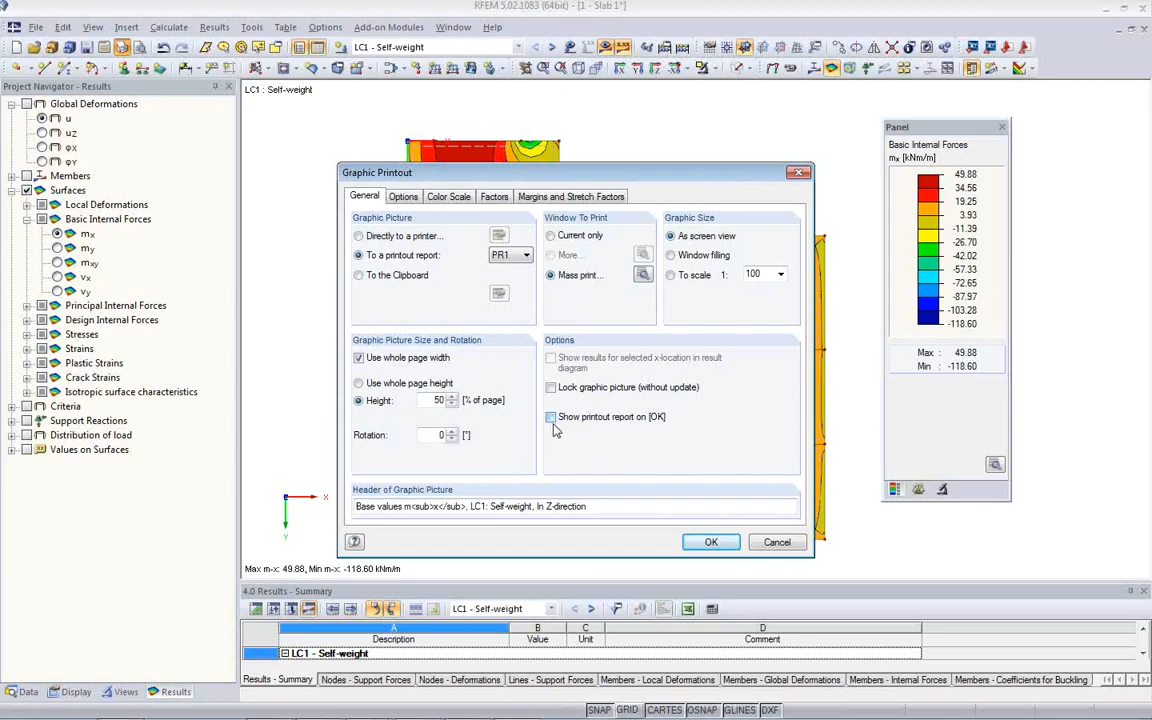 RFEM 5.02.1083 (64bit) - [1 - Slab 1*]
File Edit View Insert Calculate Results Tools Table Options Add-on Modules Window Help
LC1 - Self-weight
Project Navigator - Results
Global Deformations
u
uZ
φX
φY
Members
Surfaces
Local Deformations
Basic Internal Forces
mx
my
mxy
vx
vy
Principal Internal Forces
Design Internal Forces
Stresses
Strains
Plastic Strains
Crack Strains
Isotropic surface characteristics
Criteria
Support Reactions
Distribution of load
Values on Surfaces
Data Display Views Results
LC1 : Self-weight
Graphic Printout
General Options Color Scale Factors Margins and Stretch Factors
Graphic Picture
Directly to a printer...
To a printout report: PR1
To the Clipboard
Window To Print
Current only
More...
Mass print...
Graphic Size
As screen view
Window filling
To scale 1: 100
Graphic Picture Size and Rotation
Use whole page width
Use whole page height
Height: 50 [% of page]
Rotation: 0 [°]
Options
Show results for selected x-location in result
diagram
Lock graphic picture (without update)
Show printout report on [OK]
Header of Graphic Picture
Base values m<sub>x</sub>, LC1: Self-weight, In Z-direction
OK Cancel
X
Y
Max m-x: 49.88, Min m-x: -118.60 kNm/m
Panel
Basic Internal Forces
mx [kNm/m]
49.88
34.56
19.25
3.93
-11.39
-26.70
-42.02
-57.33
-72.65
-87.97
-103.28
-118.60
Max : 49.88
Min : -118.60
4.0 Results - Summary
LC1 - Self-weight
A B C D
Description Value Unit Comment
LC1 - Self-weight
Results - Summary Nodes - Support Forces Nodes - Deformations Lines - Support Forces Members - Local Deformations Members - Global Deformations Members - Internal Forces Members - Coefficients for Buckling
SNAP GRID CARTES OSNAP GLINES DXF